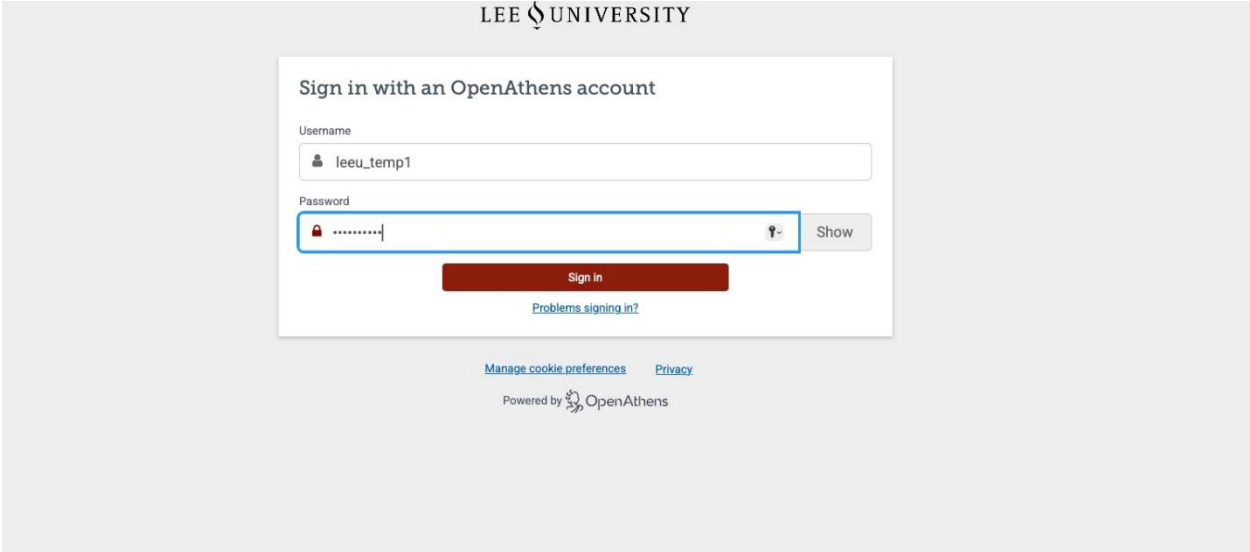 LEE UNIVERSITY
Sign in with an OpenAthens account
Username
leeu_temp1
Password
•••••••••• Show
Sign in
Problems signing in?
Manage cookie preferences Privacy
Powered by OpenAthens